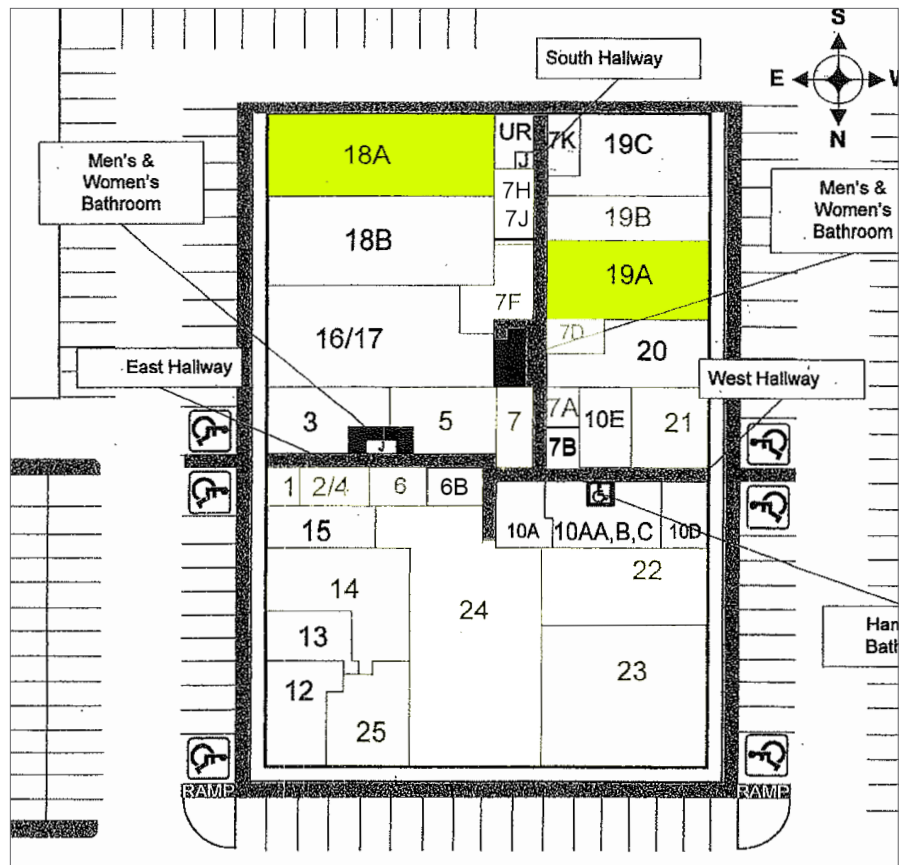 S
South Hallway
E
W
N
Men's &
Women's
Bathroom
18A
UR
J
7K
19C
7H
7J
19B
Men's &
Women's
Bathroom
18B
19A
7F
7D
16/17
20
East Hallway
West Hallway
3
5
7
7A
7B
10E
21
J
1
2/4
6
6B
10A
10AA,B,C
10D
15
22
14
24
13
12
23
25
RAMP
RAMP